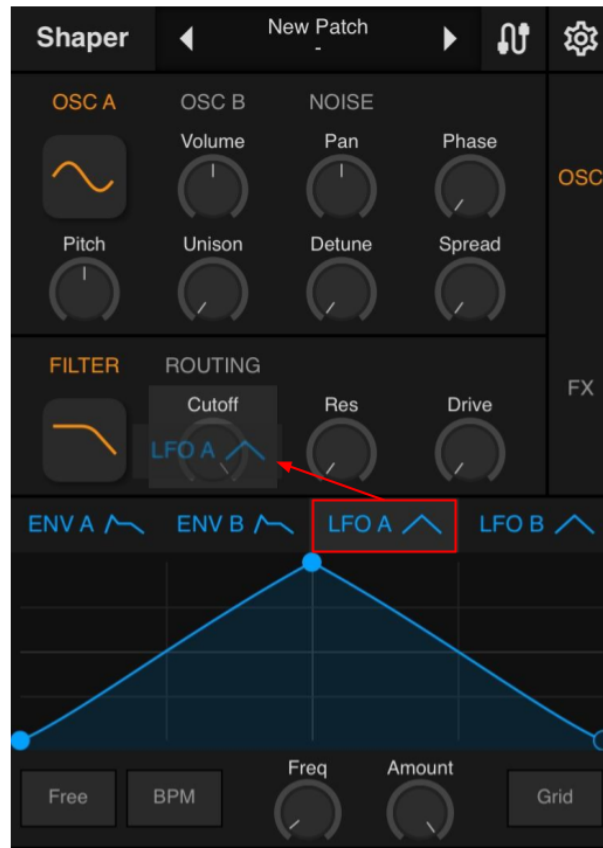 Shaper
New Patch
-
OSC A OSC B NOISE
Volume Pan Phase
OSC
Pitch Unison Detune Spread
FILTER ROUTING
FX
Cutoff Res Drive
LFO A
ENV A ENV B LFO A LFO B
Freq Amount
Free BPM Grid